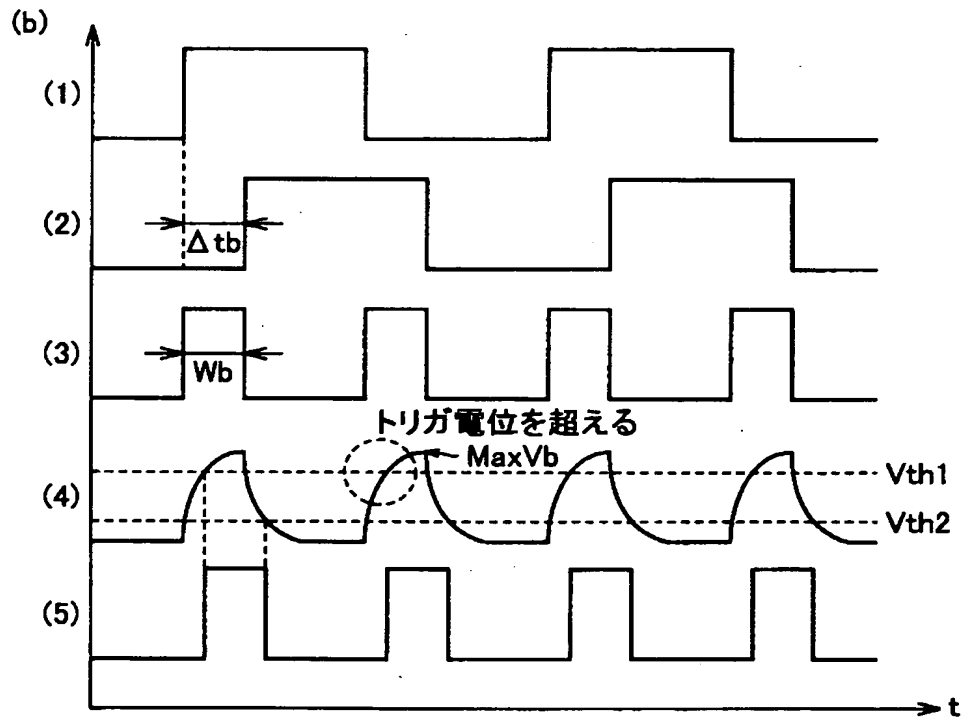 (b)
(1)
(2)
Δtb
(3)
Wb
トリガ電位を超える
MaxVb
Vth1
(4)
Vth2
(5)
t